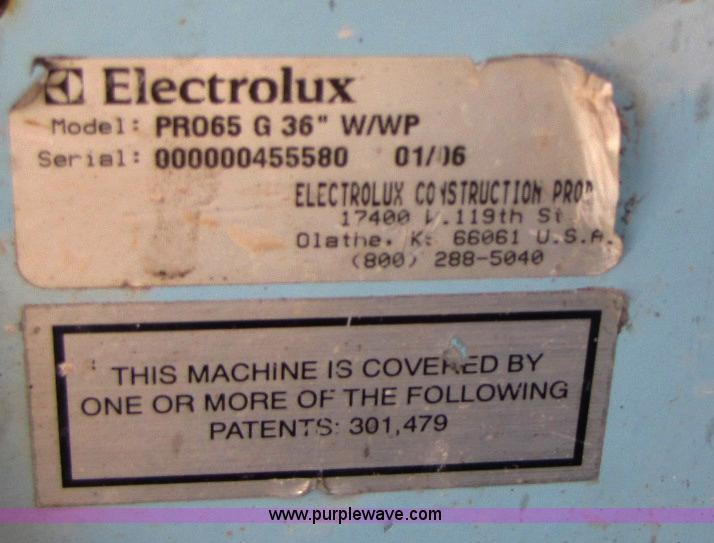 Electrolux
Model: PRO65 G 36" W/WP
Serial: 000000455580 01/06
ELECTROLUX CONSTRUCTION PROD
17400 W.119th St
Olathe, KS 66061 U.S.A.
(800) 288-5040
THIS MACHINE IS COVERED BY
ONE OR MORE OF THE FOLLOWING
PATENTS: 301,479
www.purplewave.com